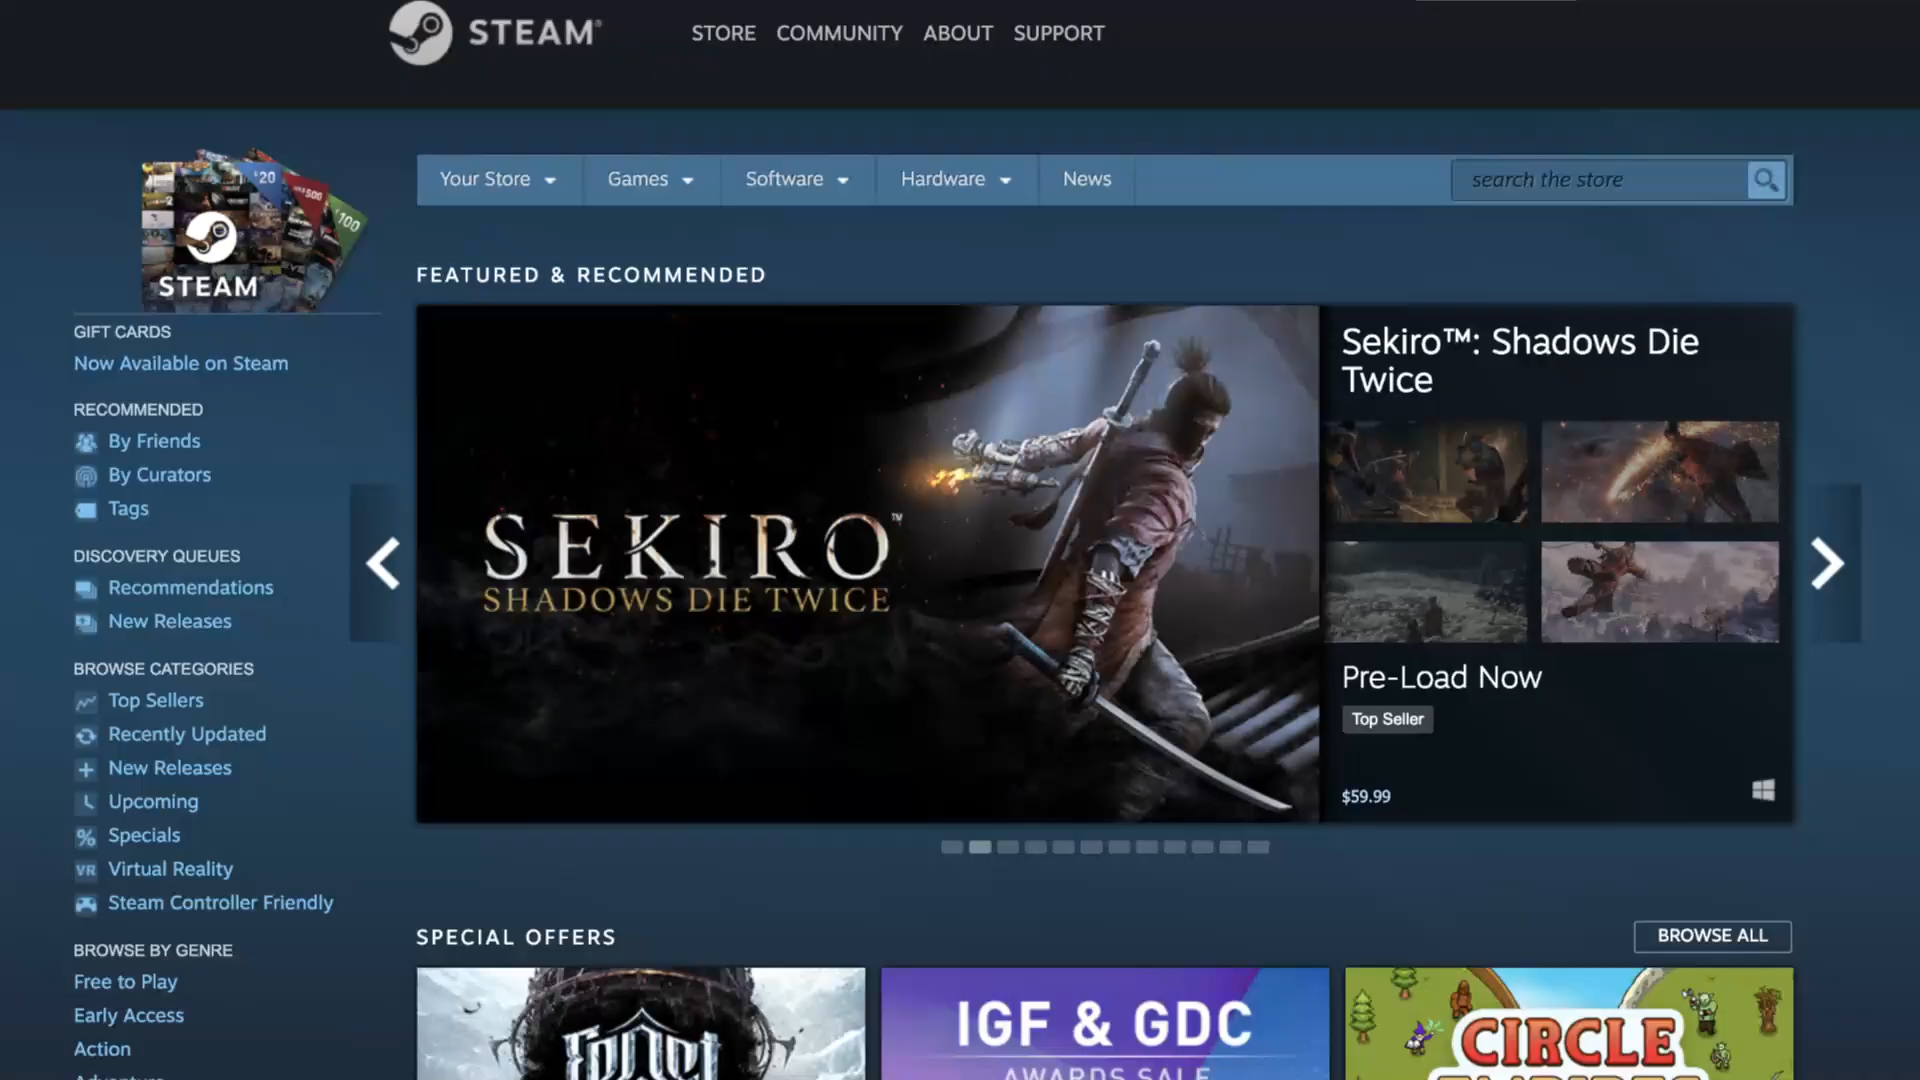 STEAM®
STORE COMMUNITY ABOUT SUPPORT
$20
500
$100
STEAM
Your Store
Games
Software
Hardware
News
search the store
GIFT CARDS
Now Available on Steam
RECOMMENDED
By Friends
By Curators
Tags
DISCOVERY QUEUES
Recommendations
New Releases
BROWSE CATEGORIES
Top Sellers
Recently Updated
New Releases
Upcoming
% Specials
VR Virtual Reality
Steam Controller Friendly
BROWSE BY GENRE
Free to Play
Early Access
Action
Adventure
FEATURED & RECOMMENDED
SEKIRO™
SHADOWS DIE TWICE
Sekiro™: Shadows Die
Twice
Pre-Load Now
Top Seller
$59.99
SPECIAL OFFERS
BROWSE ALL
IGF & GDC
AWARDS SALE
CIRCLE
EMPIRES